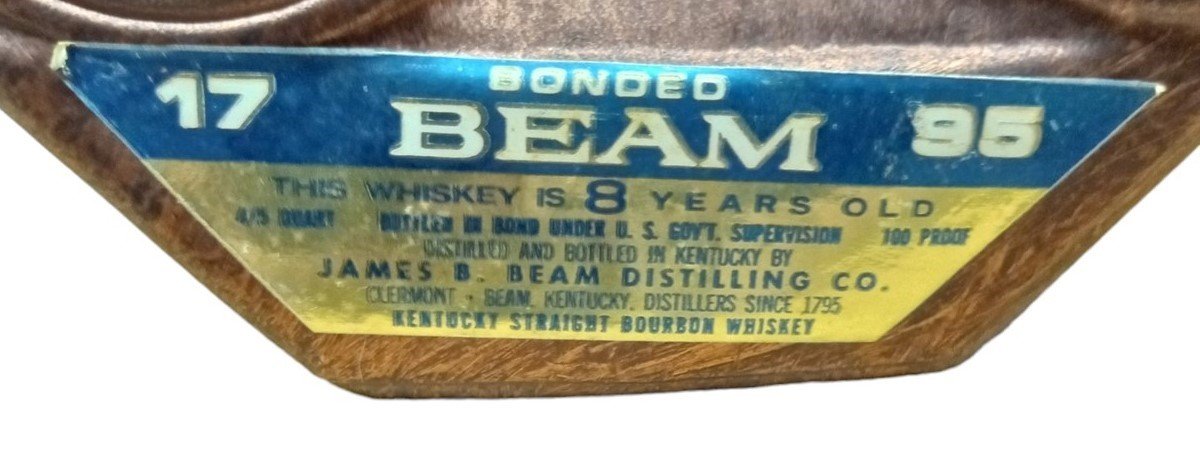 BONDED
17 BEAM 95
THIS WHISKEY IS 8 YEARS OLD
4/5 QUART BOTTLED IN BOND UNDER U. S. GOV'T. SUPERVISION 100 PROOF
DISTILLED AND BOTTLED IN KENTUCKY BY
JAMES B. BEAM DISTILLING CO.
CLERMONT · BEAM, KENTUCKY. DISTILLERS SINCE 1795
KENTUCKY STRAIGHT BOURBON WHISKEY